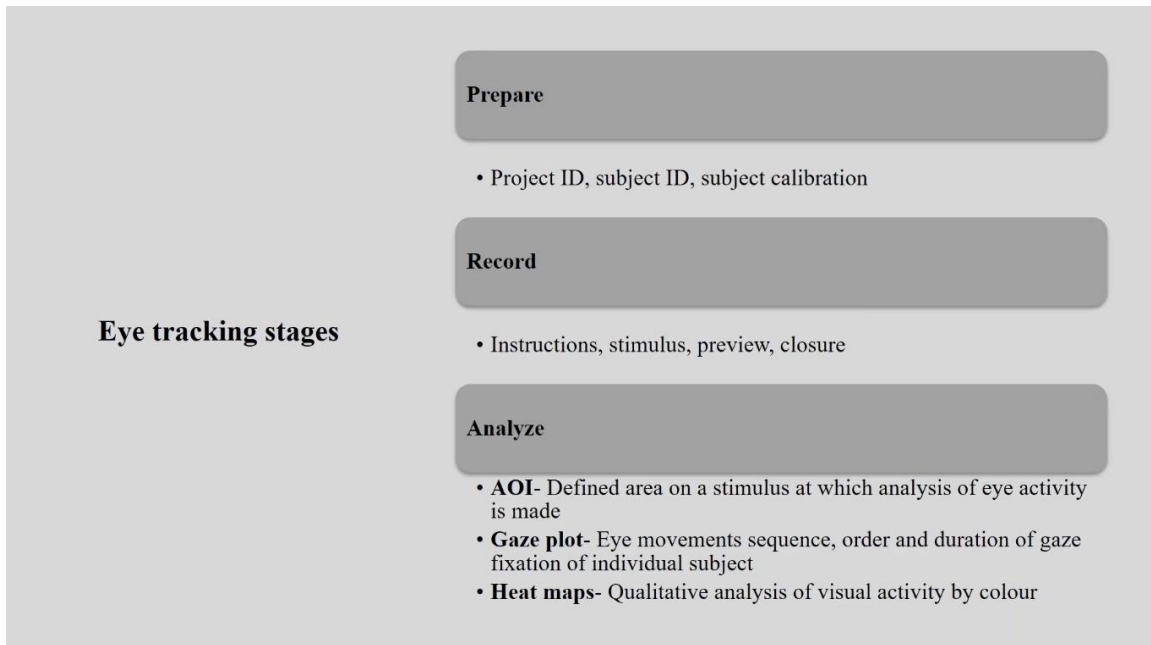 Eye tracking stages
Prepare
• Project ID, subject ID, subject calibration
Record
• Instructions, stimulus, preview, closure
Analyze
• AOI- Defined area on a stimulus at which analysis of eye activity
is made
• Gaze plot- Eye movements sequence, order and duration of gaze
fixation of individual subject
• Heat maps- Qualitative analysis of visual activity by colour